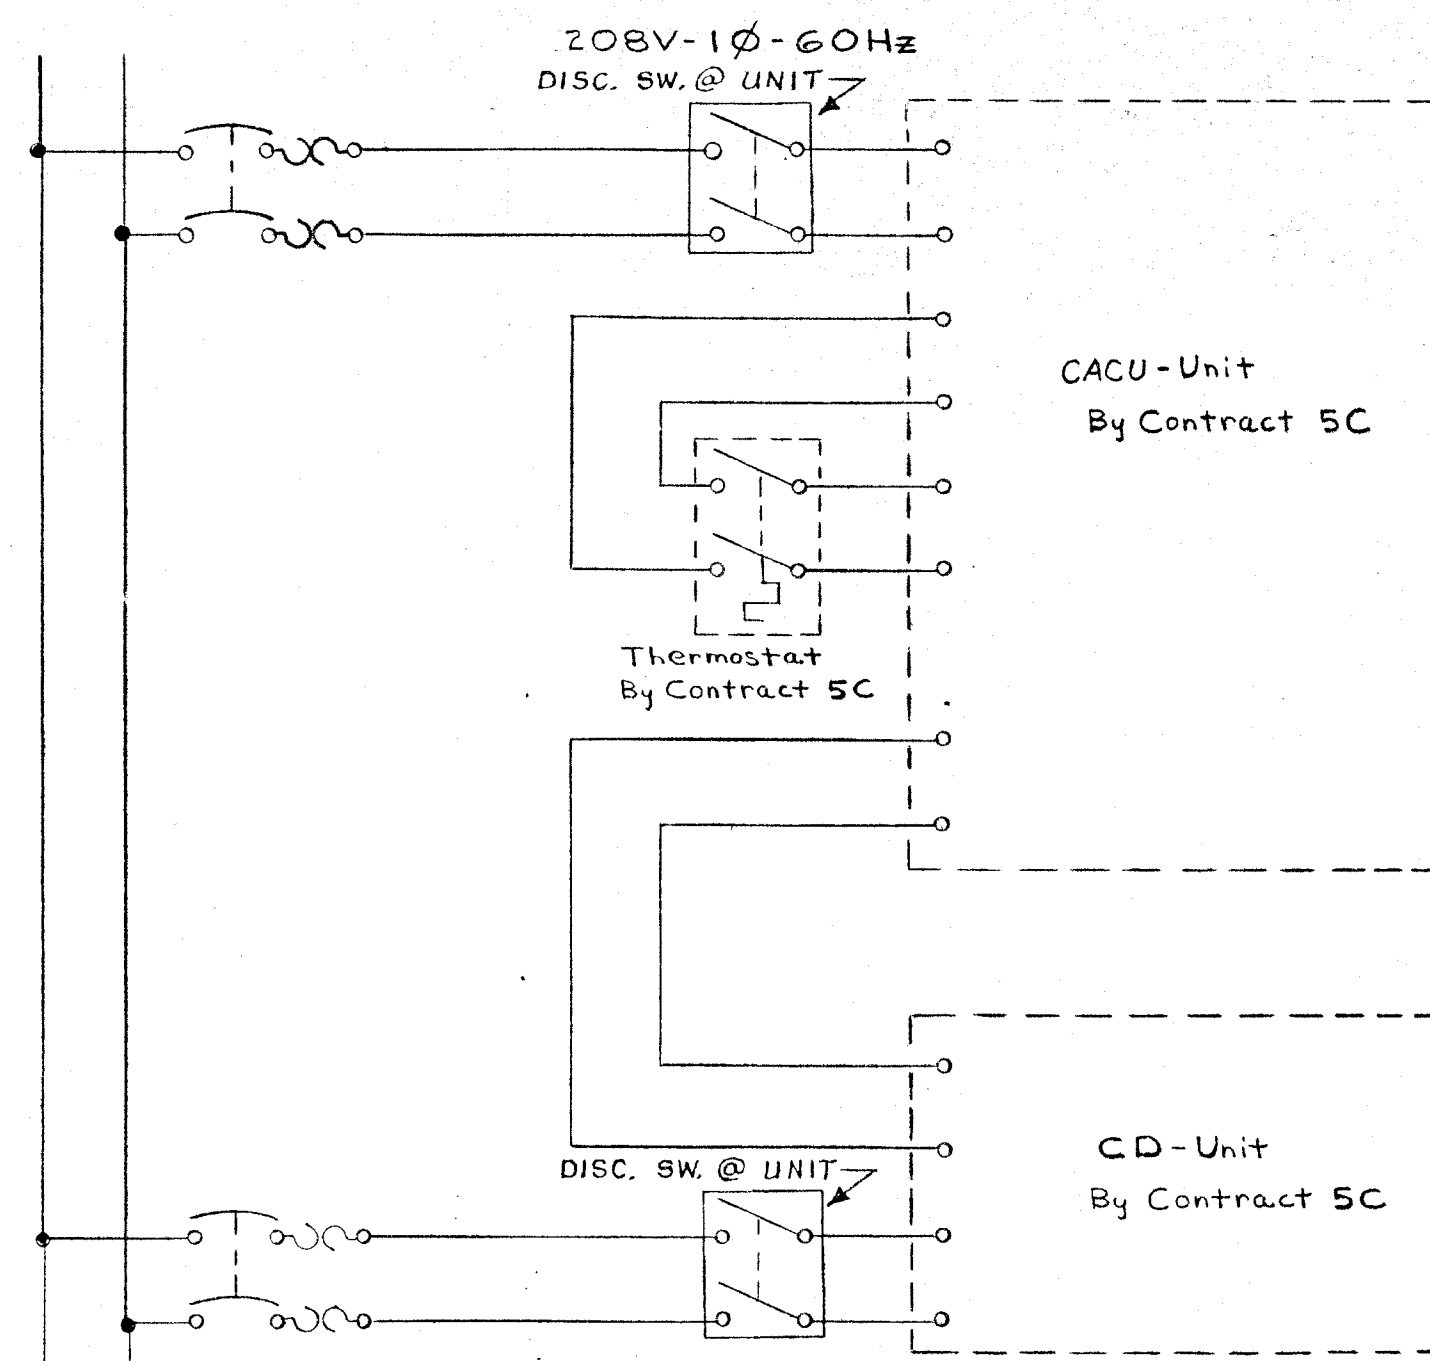 208V-1Ø-60Hz
DISC. SW. @ UNIT
CACU-Unit
By Contract 5C
Thermostat
By Contract 5C
CD-Unit
By Contract 5C
DISC. SW. @ UNIT